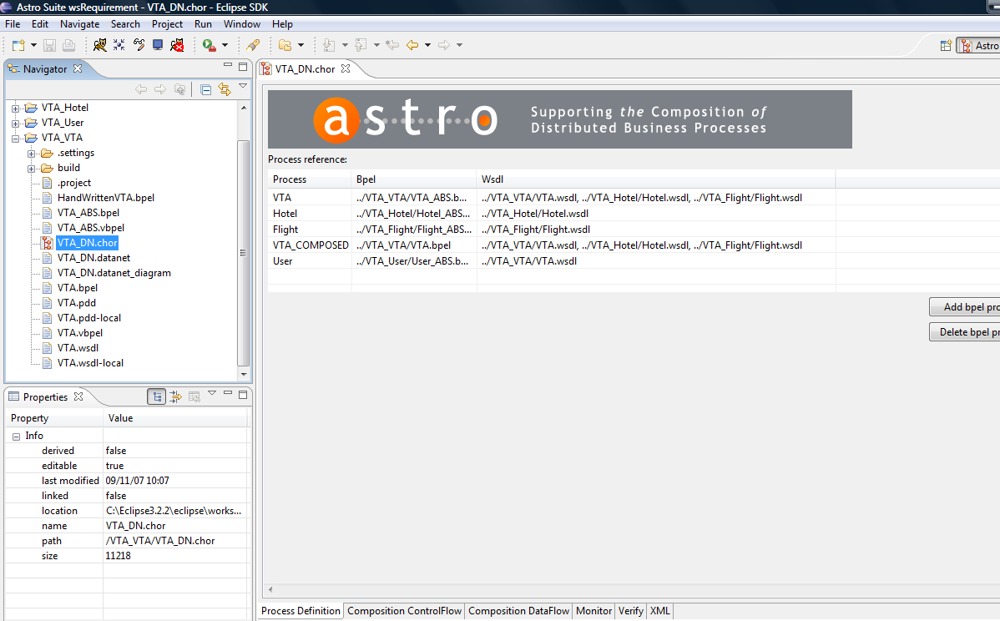 Astro Suite wsRequirement - VTA_DN.chor - Eclipse SDK
File Edit Navigate Search Project Run Window Help
Astro
Navigator
VTA_Hotel
VTA_User
VTA_VTA
.settings
build
.project
HandWrittenVTA.bpel
VTA_ABS.bpel
VTA_ABS.vbpel
VTA_DN.chor
VTA_DN.datanet
VTA_DN.datanet_diagram
VTA.bpel
VTA.pdd
VTA.pdd-local
VTA.vbpel
VTA.wsdl
VTA.wsdl-local
Properties
Property Value
Info
derived false
editable true
last modified 09/11/07 10:07
linked false
location C:\Eclipse3.2.2\eclipse\works...
name VTA_DN.chor
path /VTA_VTA/VTA_DN.chor
size 11218
VTA_DN.chor
astro
Supporting the Composition of
Distributed Business Processes
Process reference:
Process Bpel Wsdl
VTA ../VTA_VTA/VTA_ABS.b... ../VTA_VTA/VTA.wsdl, ../VTA_Hotel/Hotel.wsdl, ../VTA_Flight/Flight.wsdl
Hotel ../VTA_Hotel/Hotel_ABS... ../VTA_Hotel/Hotel.wsdl
Flight ../VTA_Flight/Flight_ABS... ../VTA_Flight/Flight.wsdl
VTA_COMPOSED ../VTA_VTA/VTA.bpel ../VTA_VTA/VTA.wsdl, ../VTA_Hotel/Hotel.wsdl, ../VTA_Flight/Flight.wsdl
User ../VTA_User/User_ABS.b... ../VTA_VTA/VTA.wsdl
Add bpel pro
Delete bpel pr
Process Definition Composition ControlFlow Composition DataFlow Monitor Verify XML